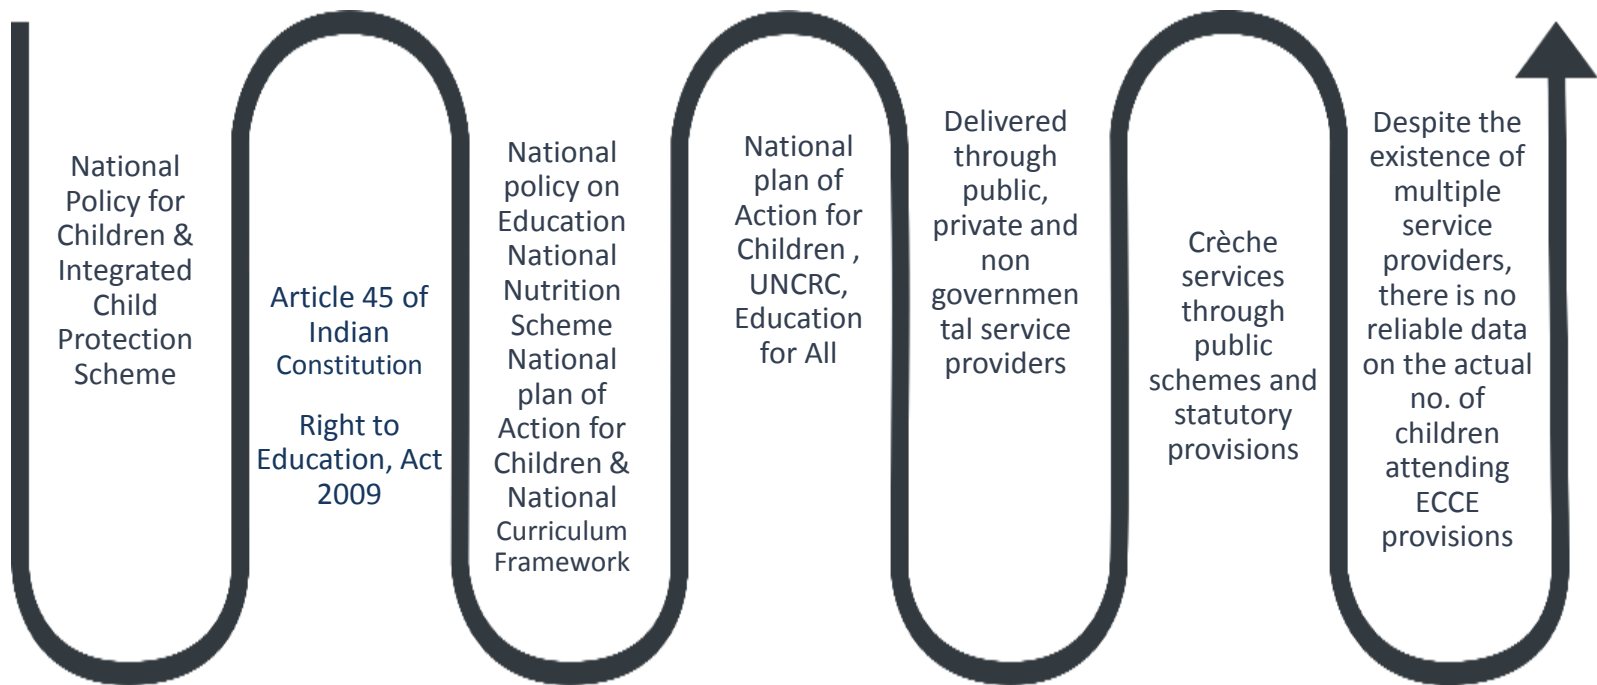 National
Policy for
Children &
Integrated
Child
Protection
Scheme
Article 45 of
Indian
Constitution
Right to
Education, Act
2009
National
policy on
Education
National
Nutrition
Scheme
National
plan of
Action for
Children &
National
Curriculum
Framework
National
plan of
Action for
Children ,
UNCRC,
Education
for All
Delivered
through
public,
private and
non
governmen
tal service
providers
Crèche
services
through
public
schemes and
statutory
provisions
Despite the
existence of
multiple
service
providers,
there is no
reliable data
on the actual
no. of
children
attending
ECCE
provisions